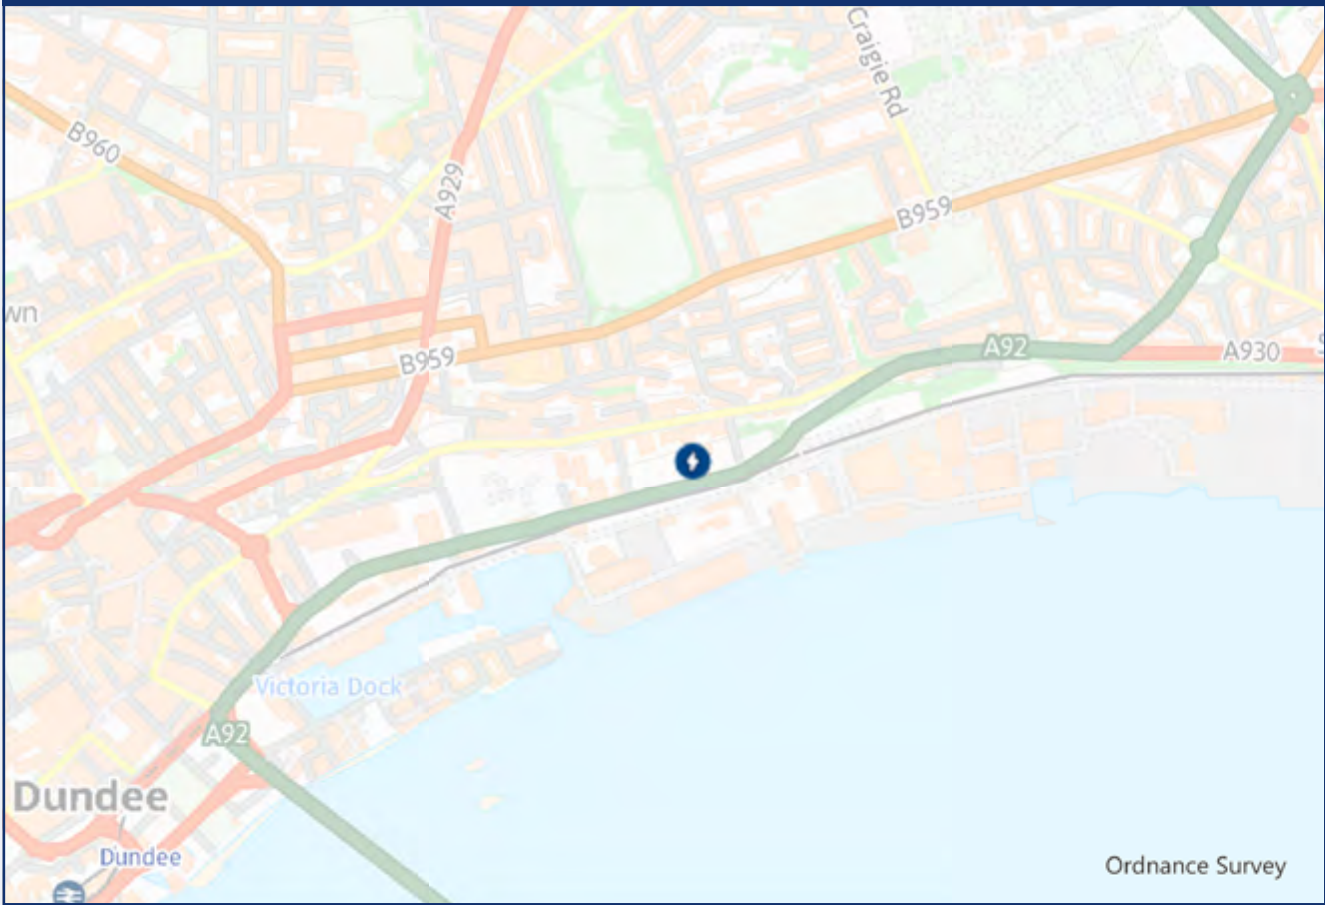 Craigie Rd
B960
A929
B959
wn
A92
A930
B959
Victoria Dock
A92
Dundee
Dundee
Ordnance Survey